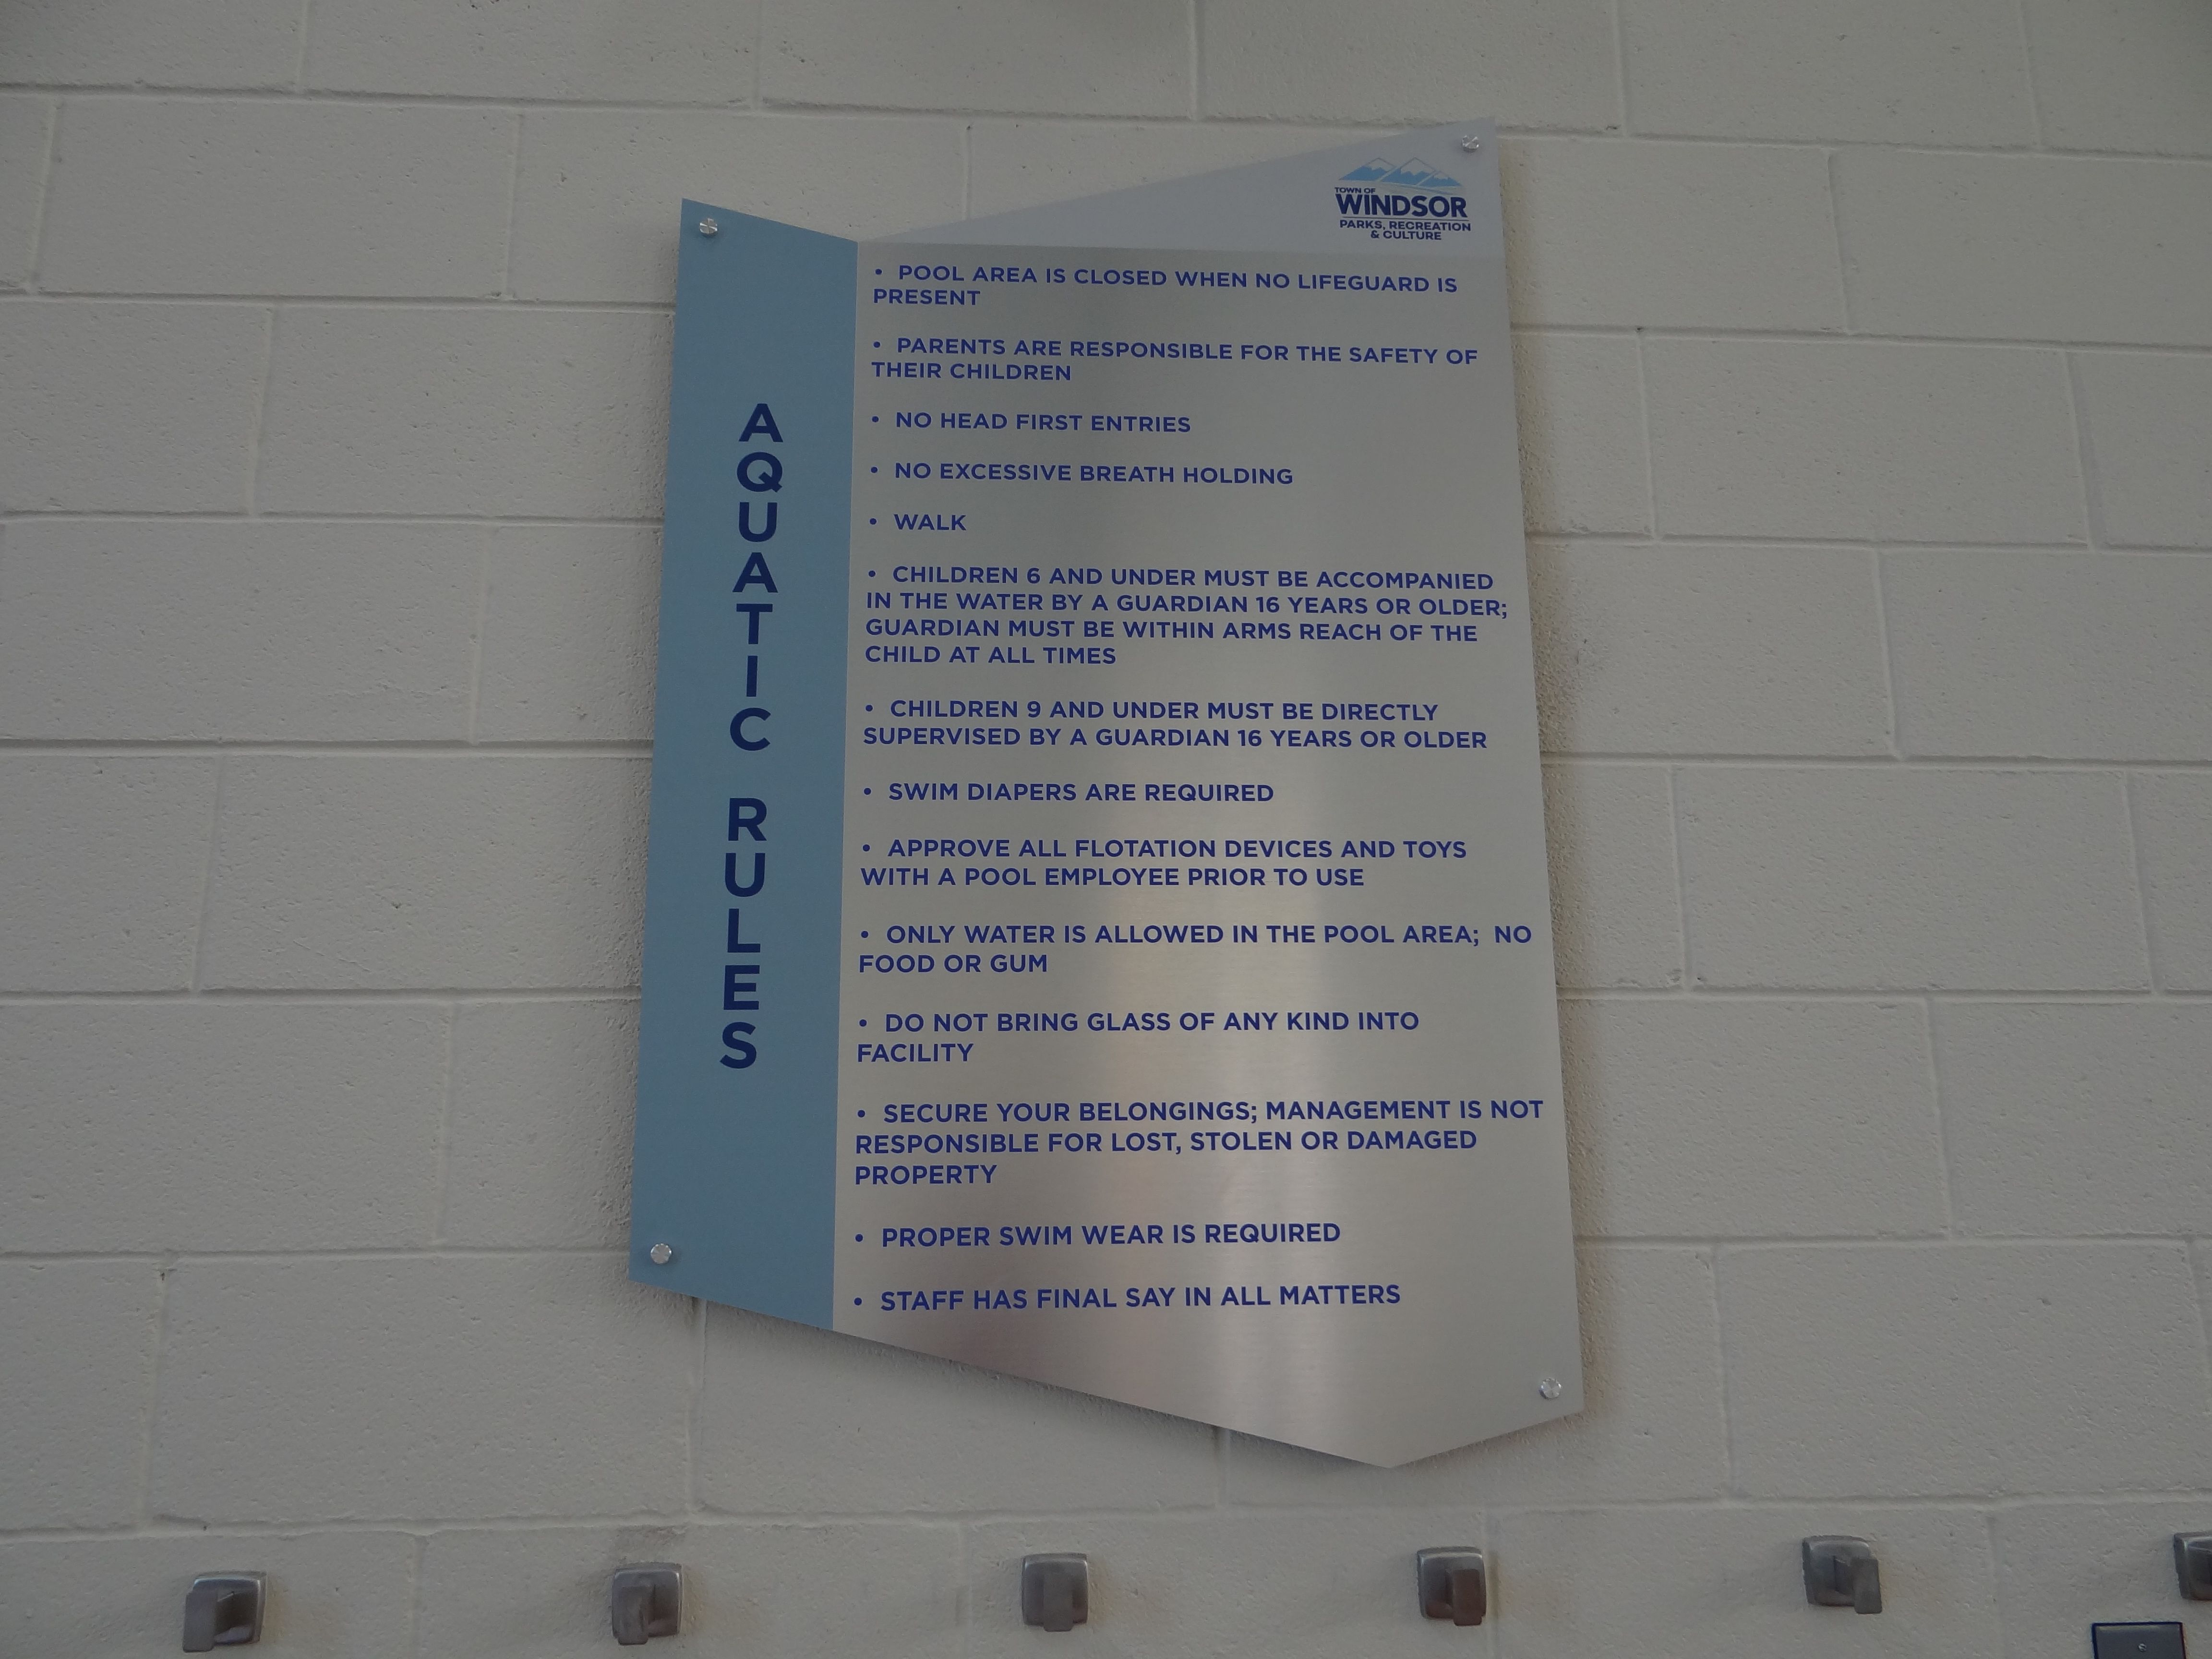 TOWN OF
WINDSOR
PARKS, RECREATION
& CULTURE
AQUATIC RULES
• POOL AREA IS CLOSED WHEN NO LIFEGUARD IS
PRESENT
• PARENTS ARE RESPONSIBLE FOR THE SAFETY OF
THEIR CHILDREN
• NO HEAD FIRST ENTRIES
• NO EXCESSIVE BREATH HOLDING
• WALK
• CHILDREN 6 AND UNDER MUST BE ACCOMPANIED
IN THE WATER BY A GUARDIAN 16 YEARS OR OLDER;
GUARDIAN MUST BE WITHIN ARMS REACH OF THE
CHILD AT ALL TIMES
• CHILDREN 9 AND UNDER MUST BE DIRECTLY
SUPERVISED BY A GUARDIAN 16 YEARS OR OLDER
• SWIM DIAPERS ARE REQUIRED
• APPROVE ALL FLOTATION DEVICES AND TOYS
WITH A POOL EMPLOYEE PRIOR TO USE
• ONLY WATER IS ALLOWED IN THE POOL AREA; NO
FOOD OR GUM
• DO NOT BRING GLASS OF ANY KIND INTO
FACILITY
• SECURE YOUR BELONGINGS; MANAGEMENT IS NOT
RESPONSIBLE FOR LOST, STOLEN OR DAMAGED
PROPERTY
• PROPER SWIM WEAR IS REQUIRED
• STAFF HAS FINAL SAY IN ALL MATTERS